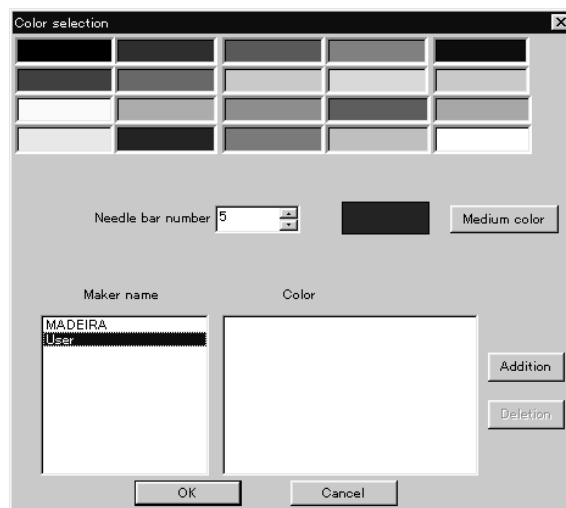 Color selection
Needle bar number 5 Medium color
Maker name Color
MADEIRA
User
Addition
Deletion
OK Cancel